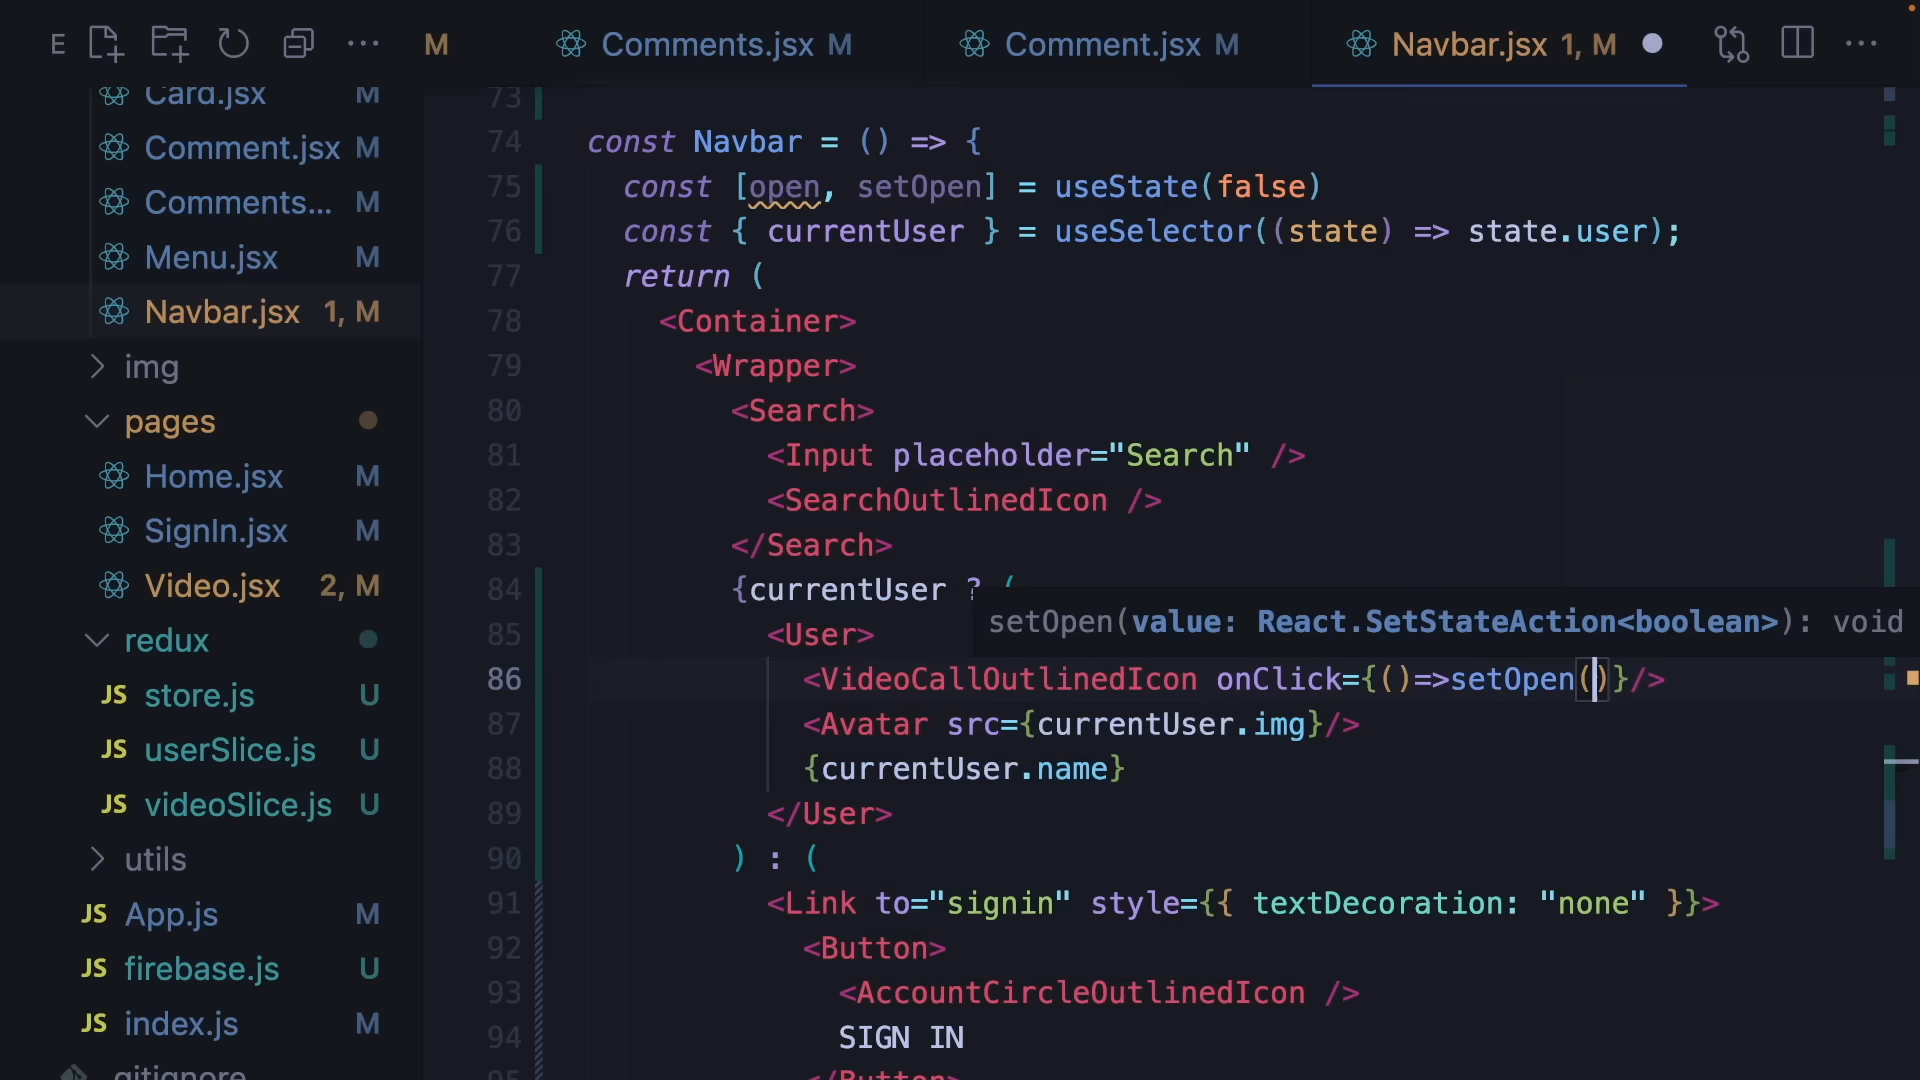 E
M
Comments.jsx M
Comment.jsx M
Navbar.jsx 1, M
Card.jsx M
Comment.jsx M
Comments... M
Menu.jsx M
Navbar.jsx 1, M
img
pages
Home.jsx M
SignIn.jsx M
Video.jsx 2, M
redux
JS store.js U
JS userSlice.js U
JS videoSlice.js U
utils
JS App.js M
JS firebase.js U
JS index.js M
.gitignore
73
74 const Navbar = () => {
75 const [open, setOpen] = useState(false)
76 const { currentUser } = useSelector((state) => state.user);
77 return (
78 <Container>
79 <Wrapper>
80 <Search>
81 <Input placeholder="Search" />
82 <SearchOutlinedIcon />
83 </Search>
84 {currentUser ? (
setOpen(value: React.SetStateAction<boolean>): void
85 <User>
86 <VideoCallOutlinedIcon onClick={()=>setOpen()}/>
87 <Avatar src={currentUser.img}/>
88 {currentUser.name}
89 </User>
90 ) : (
91 <Link to="signin" style={{ textDecoration: "none" }}>
92 <Button>
93 <AccountCircleOutlinedIcon />
94 SIGN IN
95 </Button>